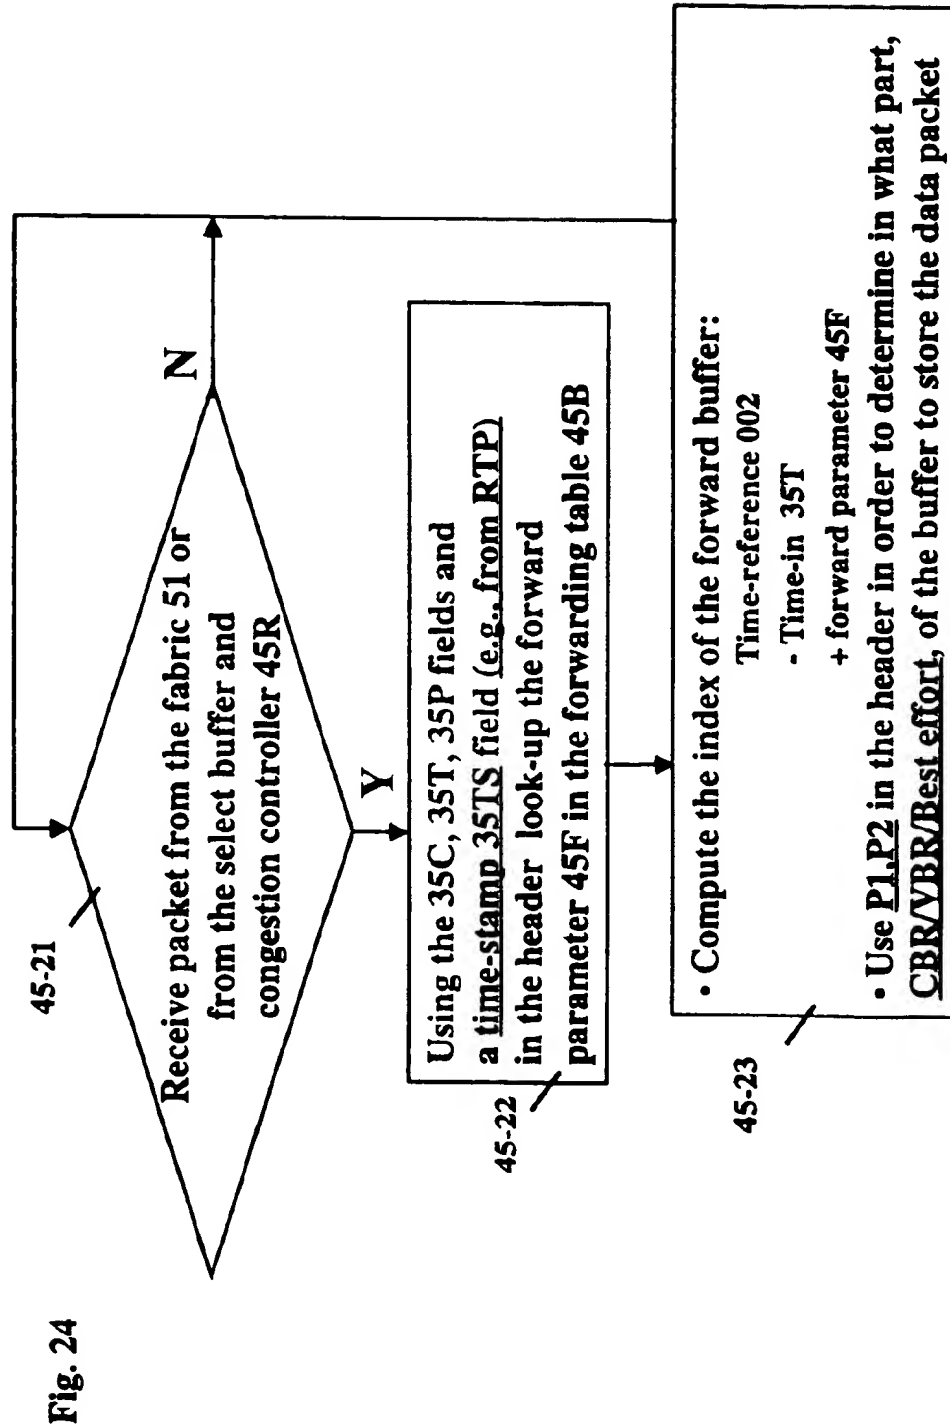 Fig. 24
45-21
Receive packet from the fabric 51 or
from the select buffer and
congestion controller 45R
N
Y
45-22
Using the 35C, 35T, 35P fields and
a time-stamp 35TS field (e.g., from RTP)
in the header look-up the forward
parameter 45F in the forwarding table 45B
45-23
• Compute the index of the forward buffer:
Time-reference 002
- Time-in 35T
+ forward parameter 45F
• Use P1,P2 in the header in order to determine in what part,
CBR/VBR/Best effort, of the buffer to store the data packet